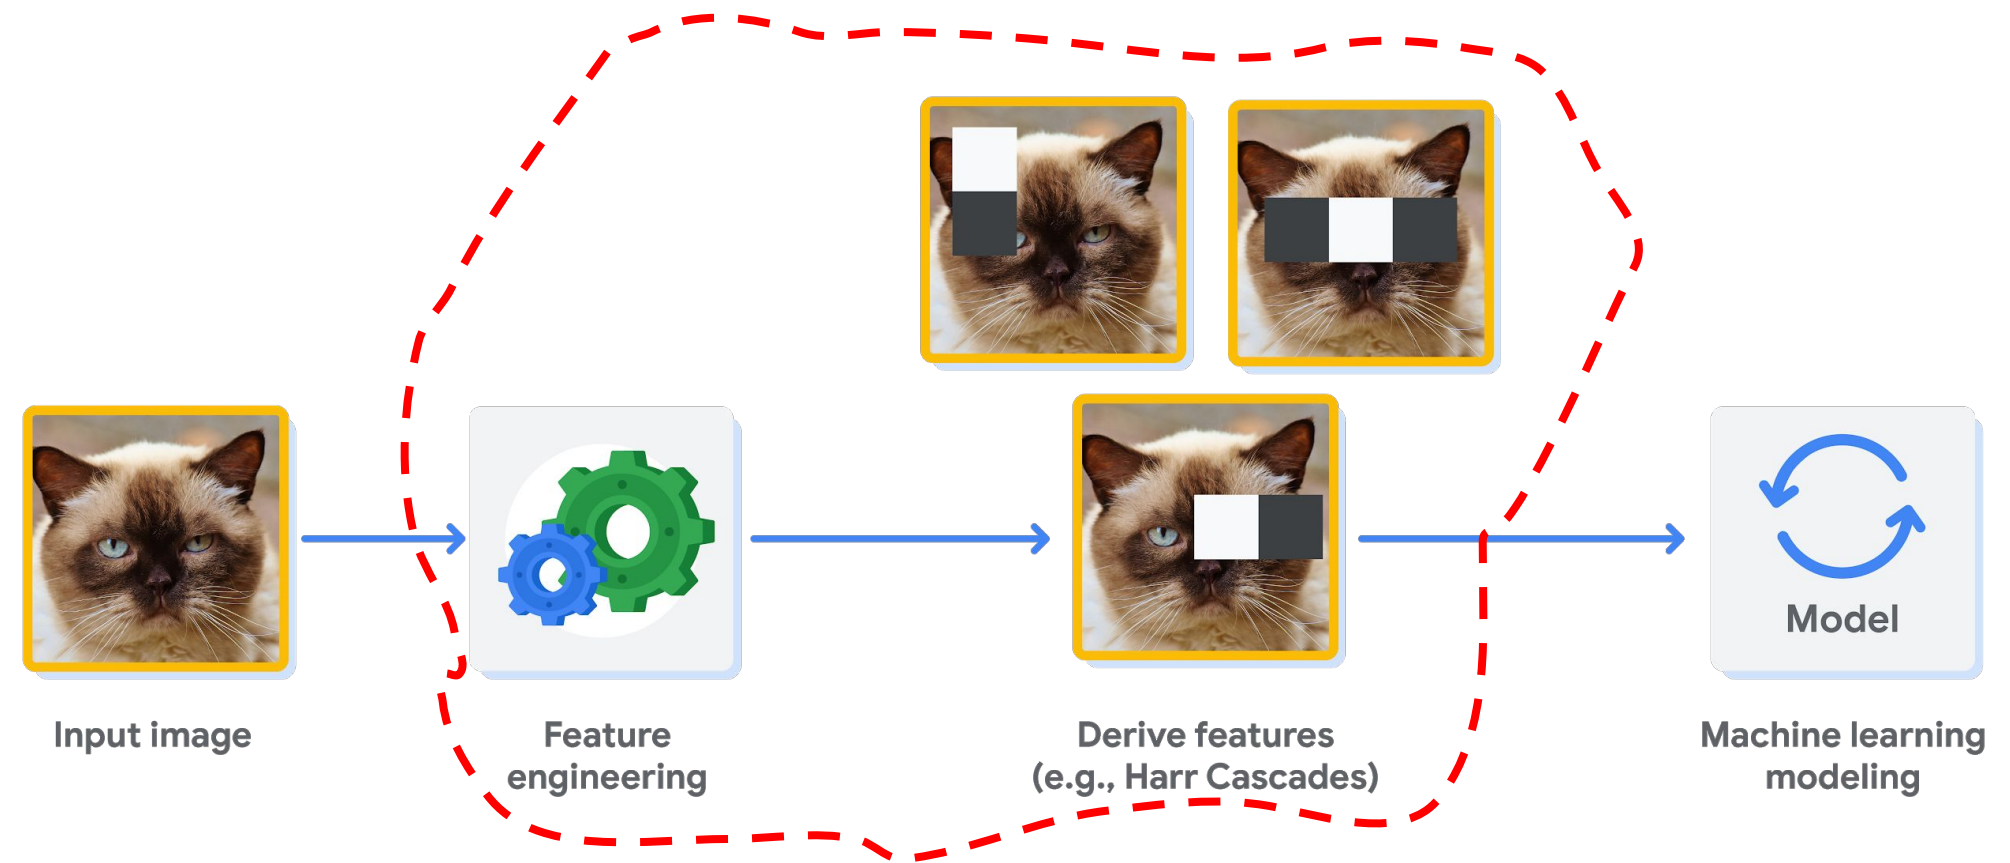 Model
Input image
Feature
engineering
Derive features
(e.g., Harr Cascades)
Machine learning
modeling